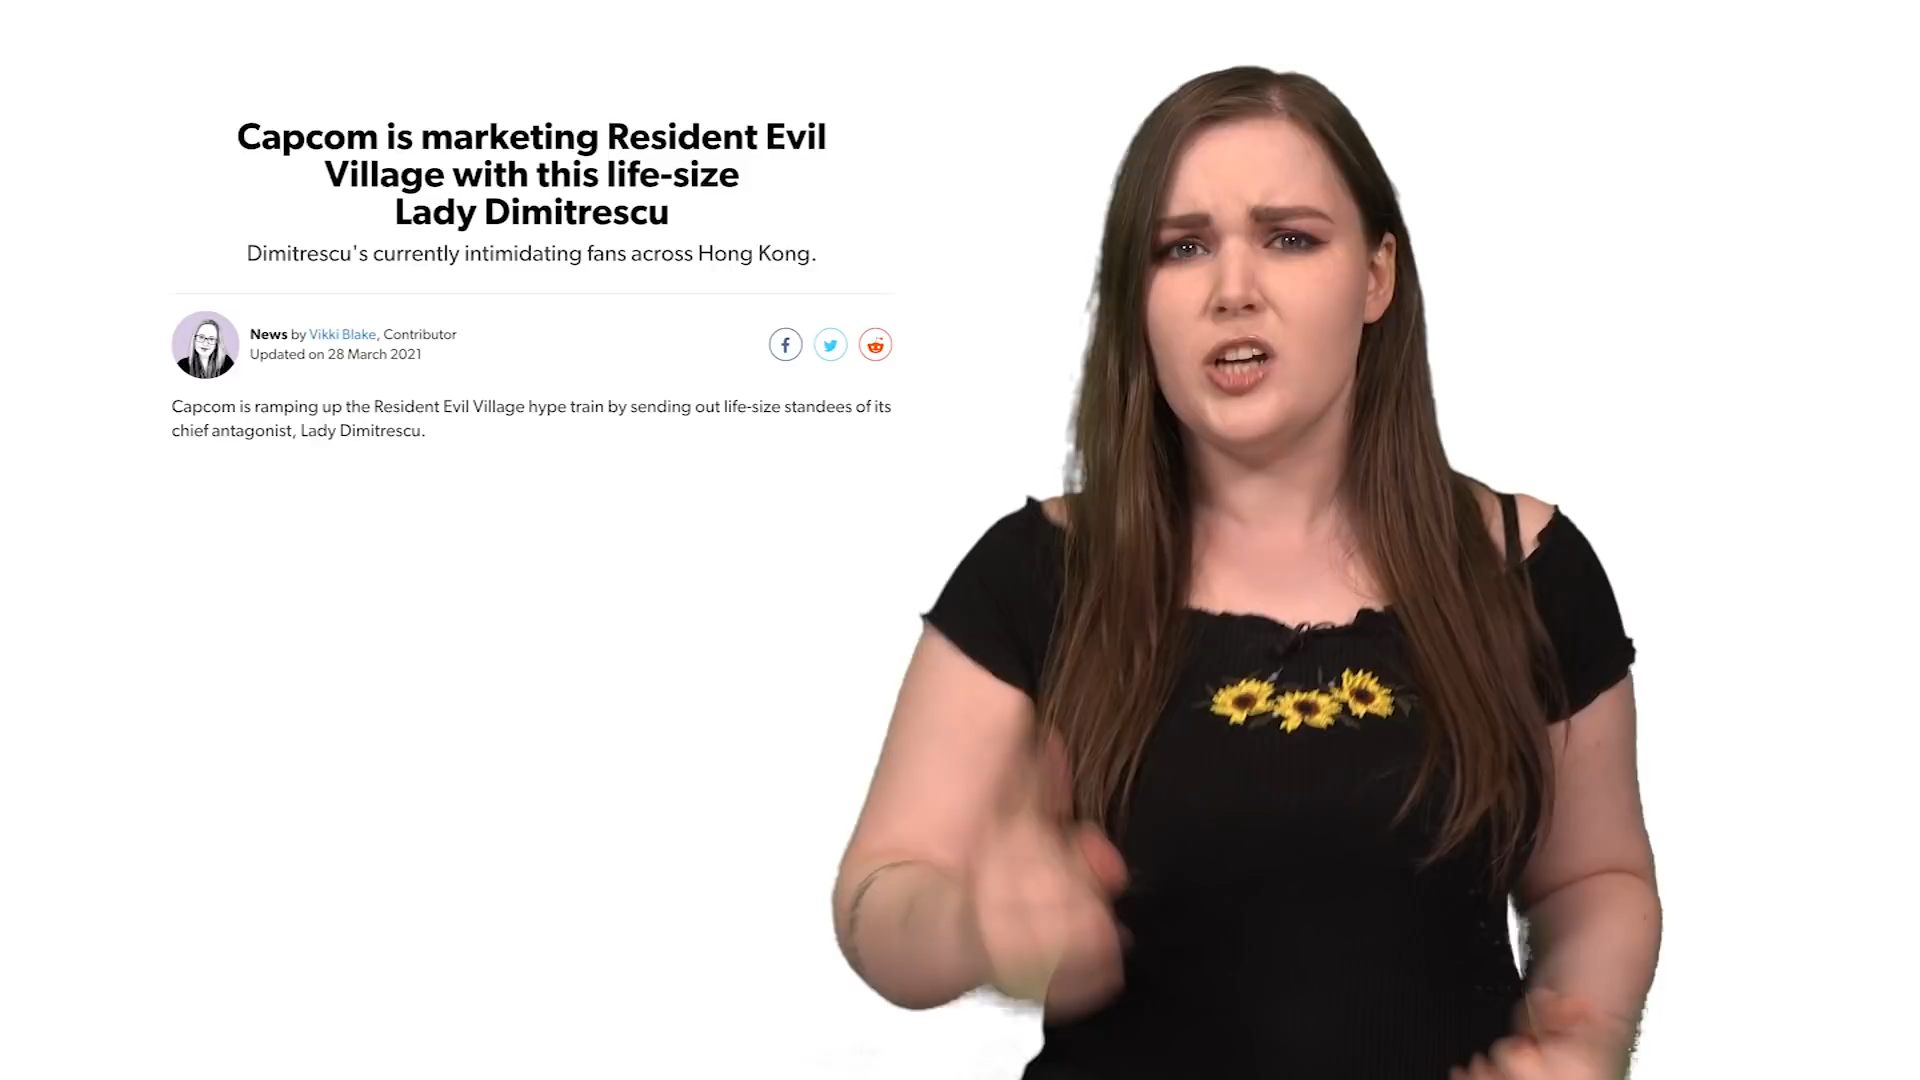 Capcom is marketing Resident Evil
Village with this life-size
Lady Dimitrescu
Dimitrescu's currently intimidating fans across Hong Kong.
News by Vikki Blake, Contributor
Updated on 28 March 2021
Capcom is ramping up the Resident Evil Village hype train by sending out life-size standees of its
chief antagonist, Lady Dimitrescu.